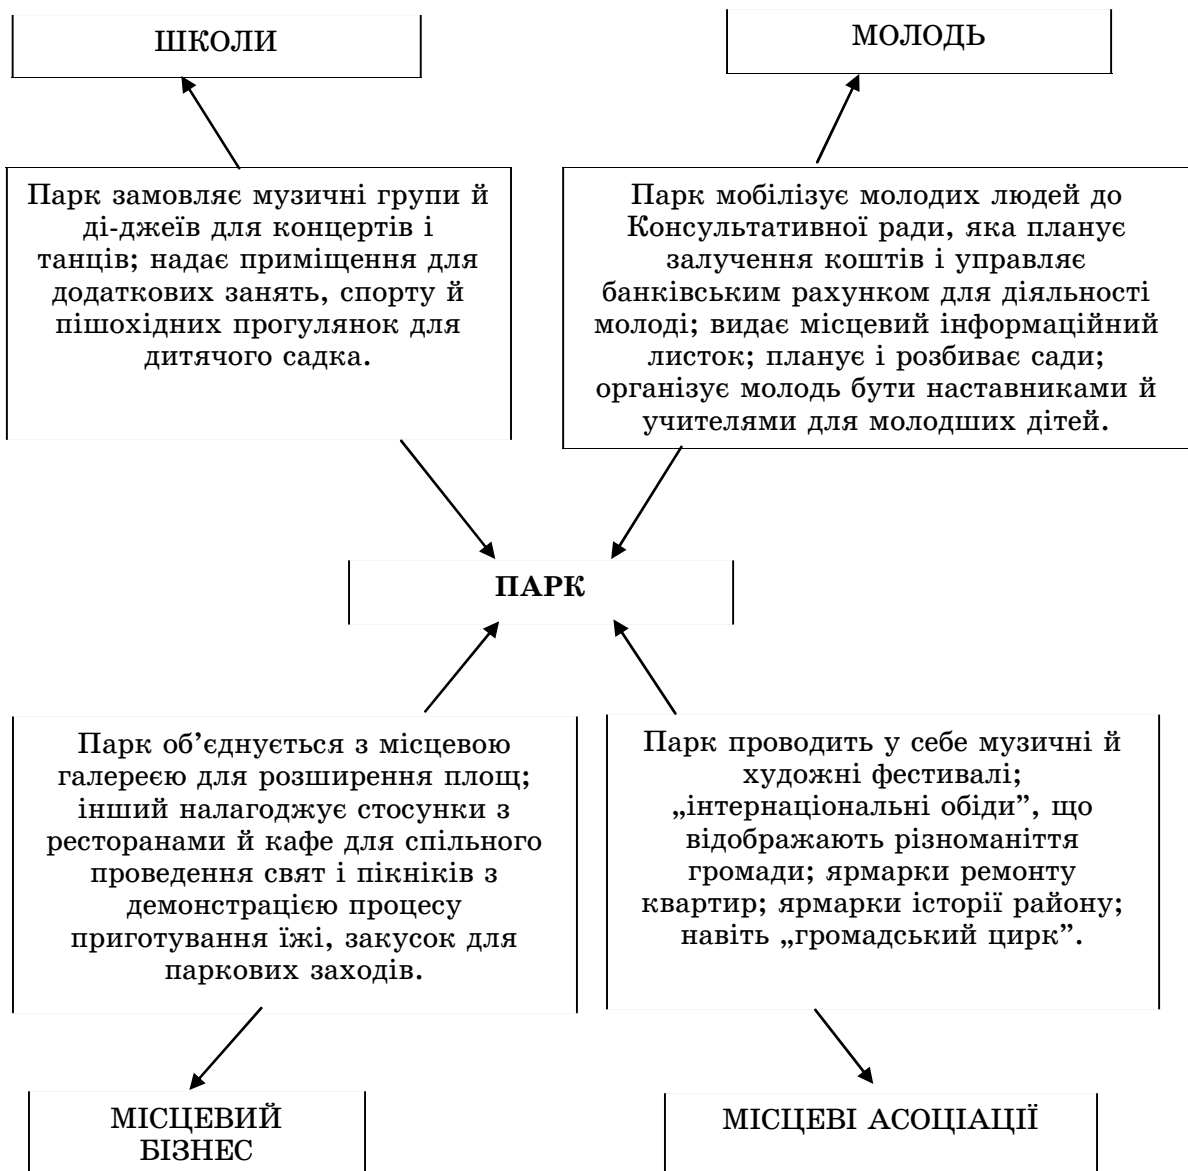 ШКОЛИ
МОЛОДЬ
Парк замовляє музичні групи й
ді-джеїв для концертів і
танців; надає приміщення для
додаткових занять, спорту й
пішохідних прогулянок для
дитячого садка.
Парк мобілізує молодих людей до
Консультативної ради, яка планує
залучення коштів і управляє
банківським рахунком для діяльності
молоді; видає місцевий інформаційний
листок; планує і розбиває сади;
організує молодь бути наставниками й
учителями для молодших дітей.
ПАРК
Парк об’єднується з місцевою
галереєю для розширення площ;
інший налагоджує стосунки з
ресторанами й кафе для спільного
проведення свят і пікніків з
демонстрацією процесу
приготування їжі, закусок для
паркових заходів.
Парк проводить у себе музичні й
художні фестивалі;
„інтернаціональні обіди”, що
відображають різноманіття
громади; ярмарки ремонту
квартир; ярмарки історії району;
навіть „громадський цирк”.
МІСЦЕВИЙ
БІЗНЕС
МІСЦЕВІ АСОЦІАЦІЇ